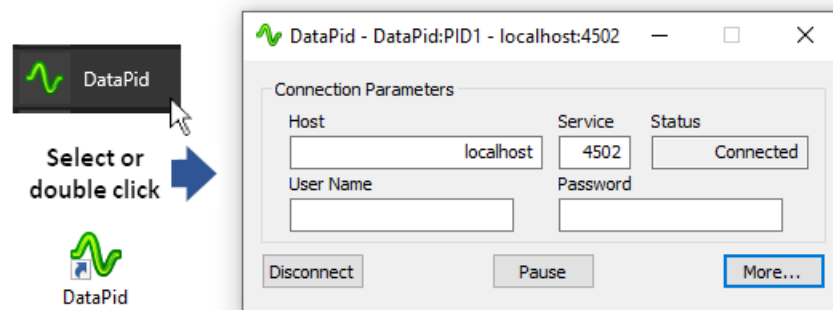 DataPid
Select or
double click
DataPid
DataPid - DataPid:PID1 - localhost:4502
Connection Parameters
Host Service Status
localhost 4502 Connected
User Name Password
Disconnect Pause More...